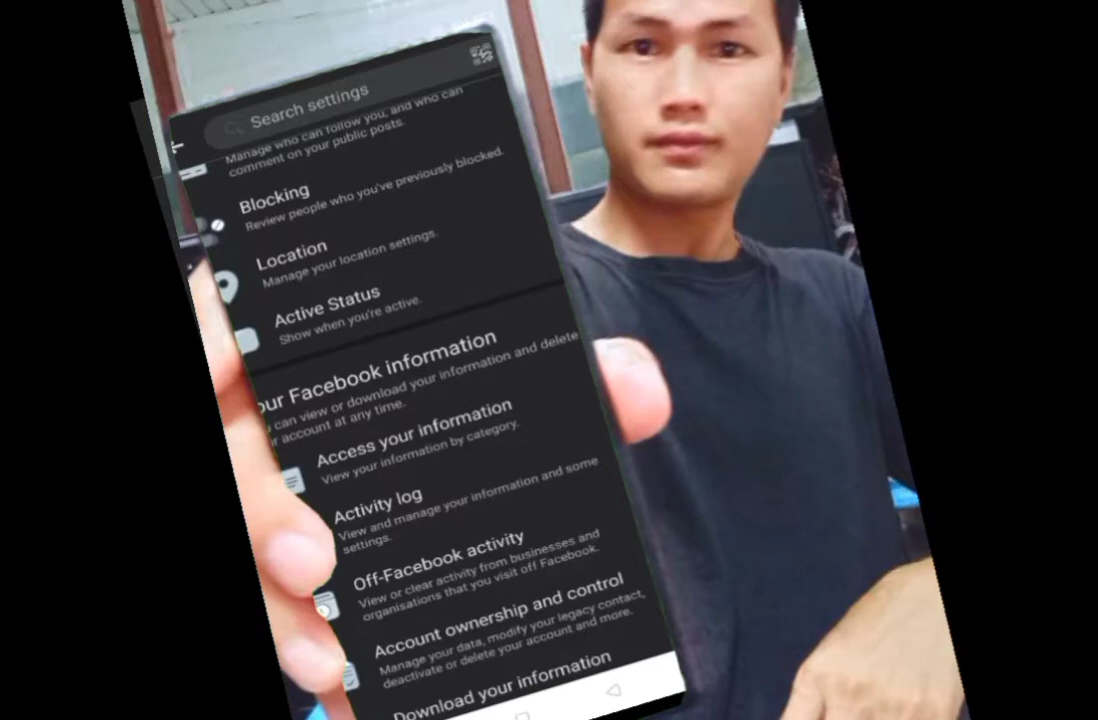 Search settings
Manage who can follow you, and who can
comment on your public posts.
Blocking
Review people who you've previously blocked.
Location
Manage your location settings.
Active Status
Show when you're active.
our Facebook information
can view or download your information and delete
account at any time.
Access your information
View your information by category.
Activity log
View and manage your information and some
settings.
Off-Facebook activity
View or clear activity from businesses and
organisations that you visit off Facebook.
Account ownership and control
Manage your data, modify your legacy contact,
deactivate or delete your account and more.
Download your information